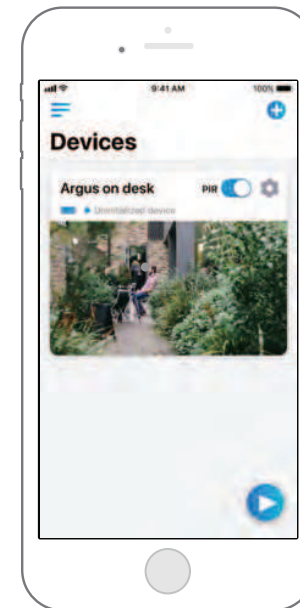 9:41 AM 100%
Devices
Argus on desk PIR
Uninitialized device